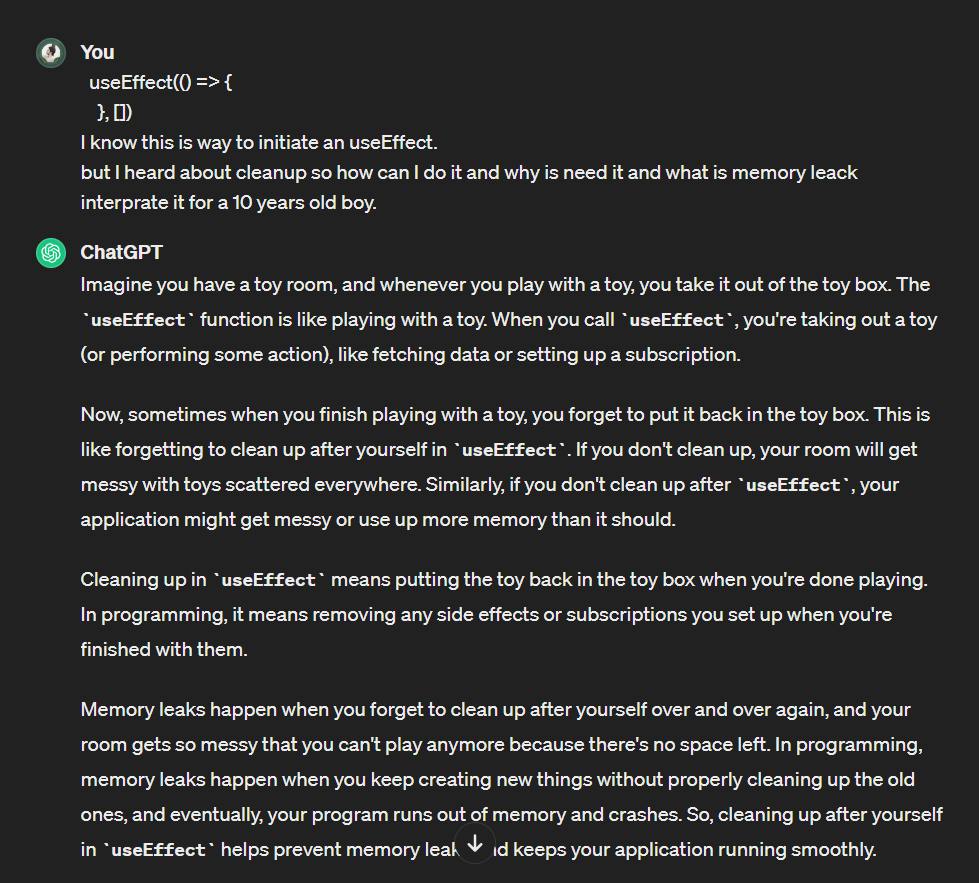 You
useEffect(() => {
}, [])
I know this is way to initiate an useEffect.
but I heard about cleanup so how can I do it and why is need it and what is memory leack
interprate it for a 10 years old boy.
ChatGPT
Imagine you have a toy room, and whenever you play with a toy, you take it out of the toy box. The
`useEffect` function is like playing with a toy. When you call `useEffect`, you're taking out a toy
(or performing some action), like fetching data or setting up a subscription.
Now, sometimes when you finish playing with a toy, you forget to put it back in the toy box. This is
like forgetting to clean up after yourself in `useEffect`. If you don't clean up, your room will get
messy with toys scattered everywhere. Similarly, if you don't clean up after `useEffect`, your
application might get messy or use up more memory than it should.
Cleaning up in `useEffect` means putting the toy back in the toy box when you're done playing.
In programming, it means removing any side effects or subscriptions you set up when you're
finished with them.
Memory leaks happen when you forget to clean up after yourself over and over again, and your
room gets so messy that you can't play anymore because there's no space left. In programming,
memory leaks happen when you keep creating new things without properly cleaning up the old
ones, and eventually, your program runs out of memory and crashes. So, cleaning up after yourself
in `useEffect` helps prevent memory keeps your application running smoothly.